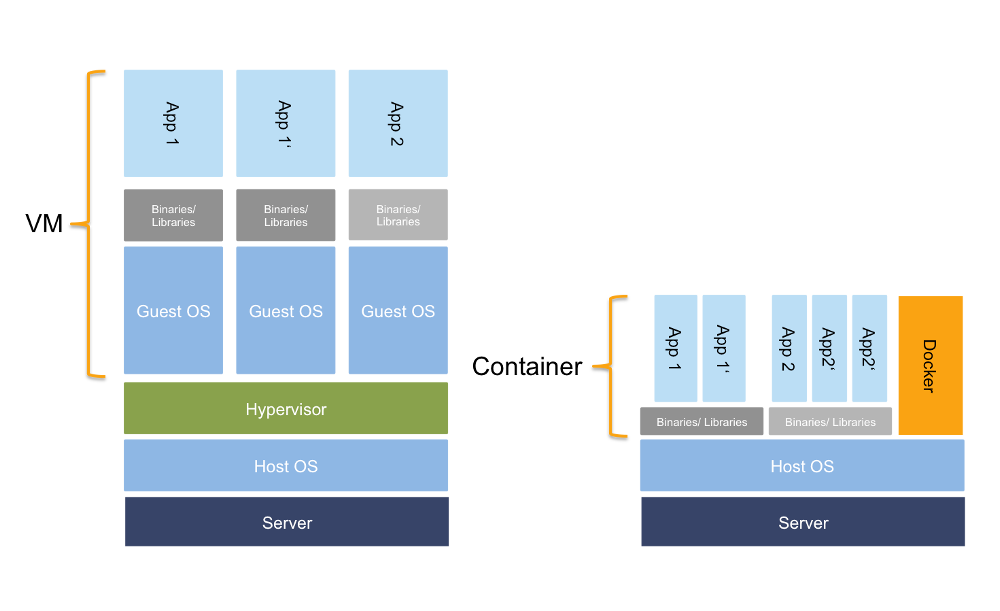 VM
App 1
App 1‘
App 2
Binaries/
Libraries
Binaries/
Libraries
Binaries/
Libraries
Guest OS
Guest OS
Guest OS
Hypervisor
Host OS
Server
Container
App 1
App 1‘
App 2
App2‘
App2‘
Docker
Binaries/ Libraries
Binaries/ Libraries
Host OS
Server